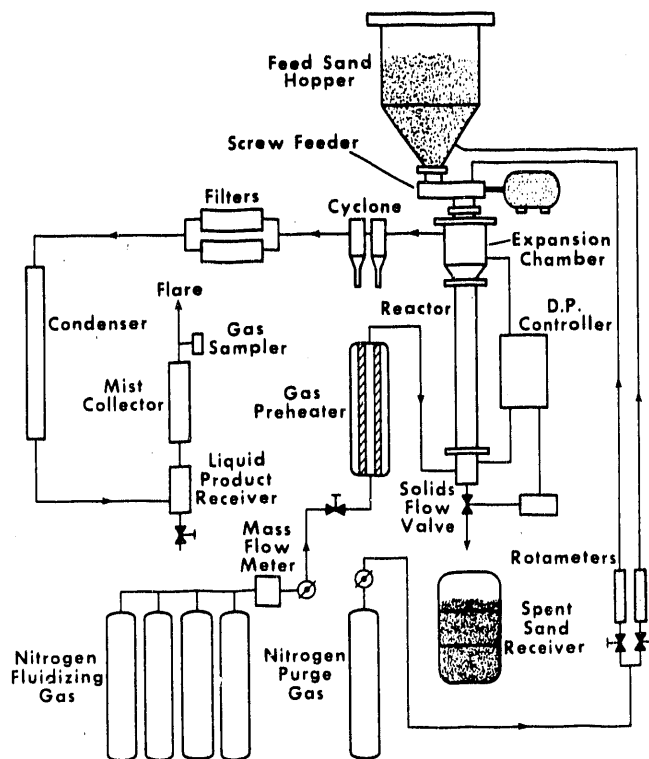 Feed Sand
Hopper
Screw Feeder
Filters
Cyclone
Expansion
Chamber
Flare
Reactor
D.P.
Controller
Condenser
Gas
Sampler
Mist
Collector
Gas
Preheater
Liquid
Product
Receiver
Solids
Flow
Valve
Mass
Flow
Meter
Rotameters
Nitrogen
Fluidizing
Gas
Nitrogen
Purge
Gas
Spent
Sand
Receiver